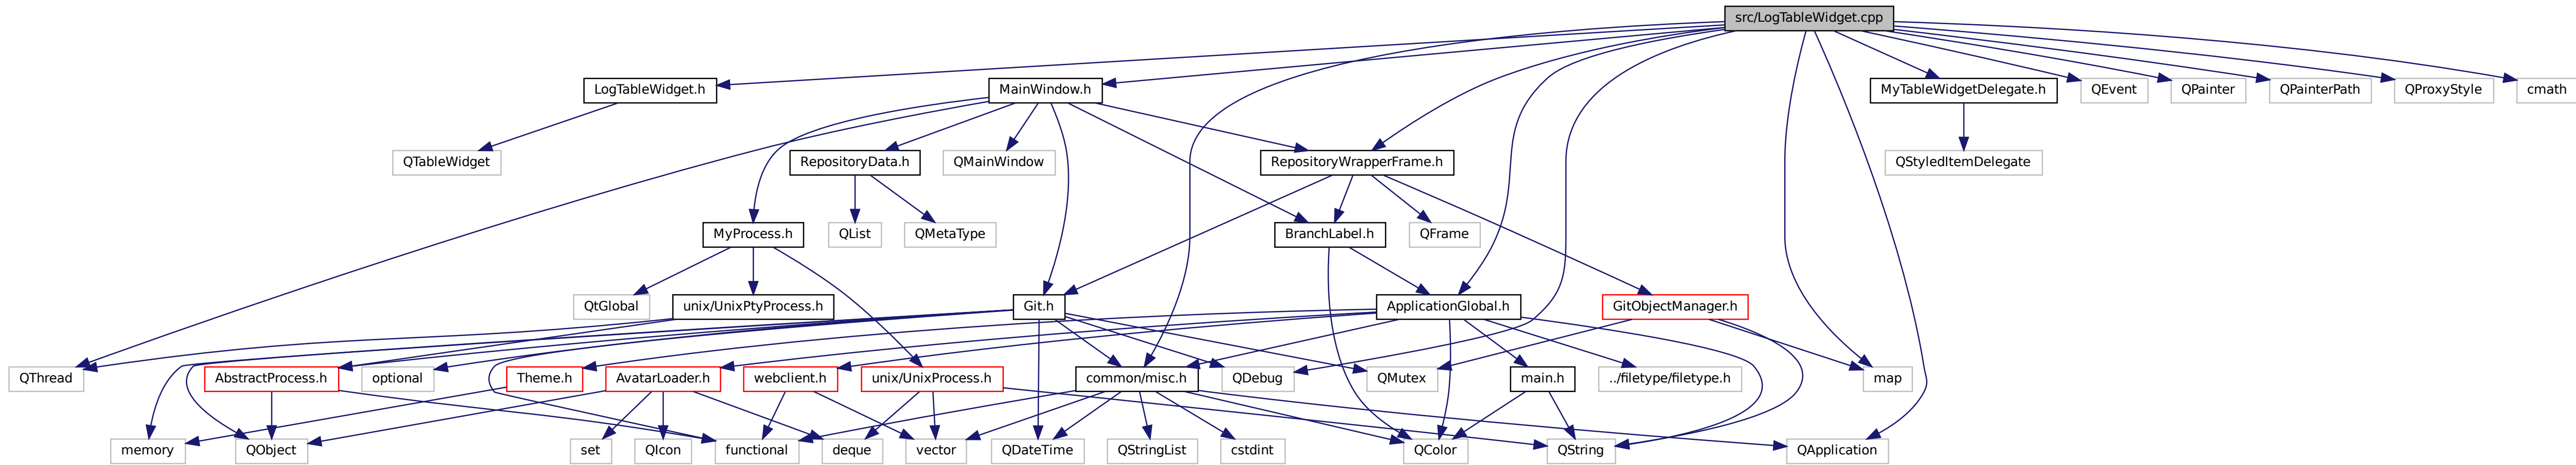 src/LogTableWidget.cpp
LogTableWidget.h
MainWindow.h
MyTableWidgetDelegate.h
QEvent
QPainter
QPainterPath
QProxyStyle
cmath
QTableWidget
RepositoryData.h
QMainWindow
RepositoryWrapperFrame.h
QStyledItemDelegate
MyProcess.h
QList
QMetaType
BranchLabel.h
QFrame
QtGlobal
unix/UnixPtyProcess.h
Git.h
ApplicationGlobal.h
GitObjectManager.h
QThread
AbstractProcess.h
optional
Theme.h
AvatarLoader.h
webclient.h
unix/UnixProcess.h
common/misc.h
QDebug
QMutex
main.h
../filetype/filetype.h
map
memory
QObject
set
QIcon
functional
deque
vector
QDateTime
QStringList
cstdint
QColor
QString
QApplication